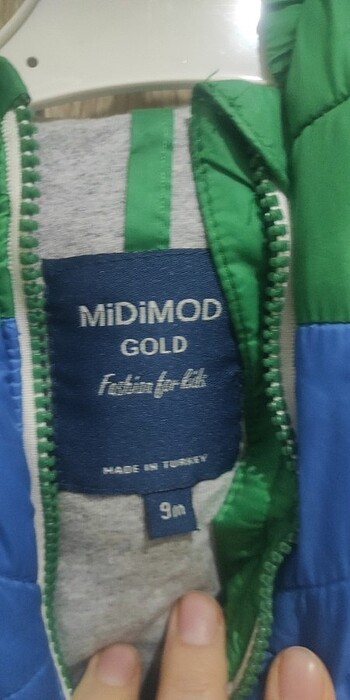 MiDiMOD
GOLD
Fashion for kids
MADE IN TURKEY
9m